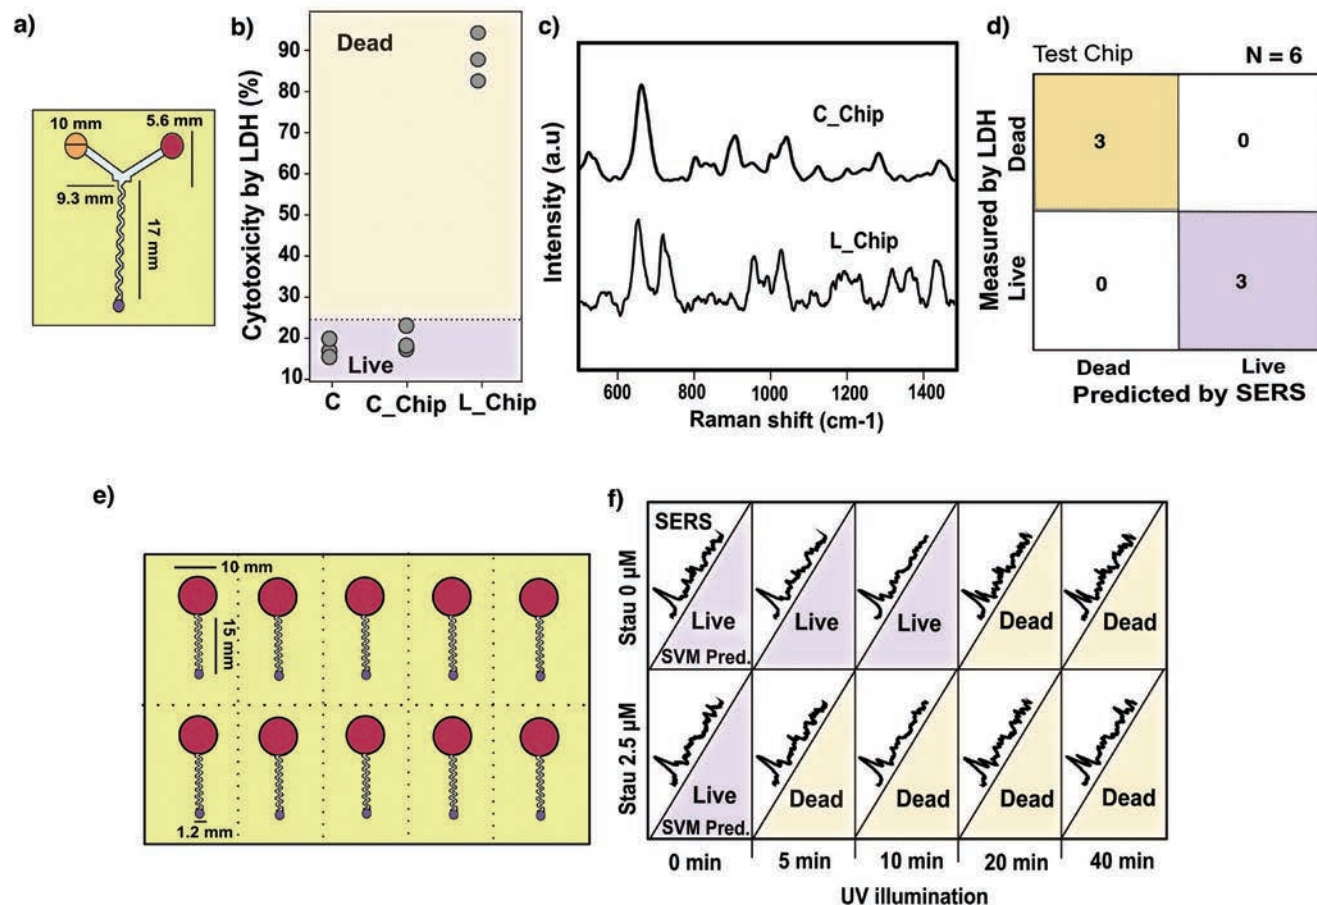 a)
10 mm
5.6 mm
9.3 mm
17 mm
b)
Cytotoxicity by LDH (%)
90
80
70
60
50
40
30
20
10
Dead
Live
C
C_Chip
L_Chip
c)
Intensity (a.u)
C_Chip
L_Chip
600
800
1000
1200
1400
Raman shift (cm-1)
d)
Test Chip
N = 6
Measured by LDH
Dead
Live
3
0
0
3
Dead
Live
Predicted by SERS
e)
10 mm
15 mm
1.2 mm
f)
Stau 0 µM
SERS
Live
SVM Pred.
Live
Live
Dead
Dead
Stau 2.5 µM
Live
SVM Pred.
Dead
Dead
Dead
Dead
0 min
5 min
10 min
20 min
40 min
UV illumination